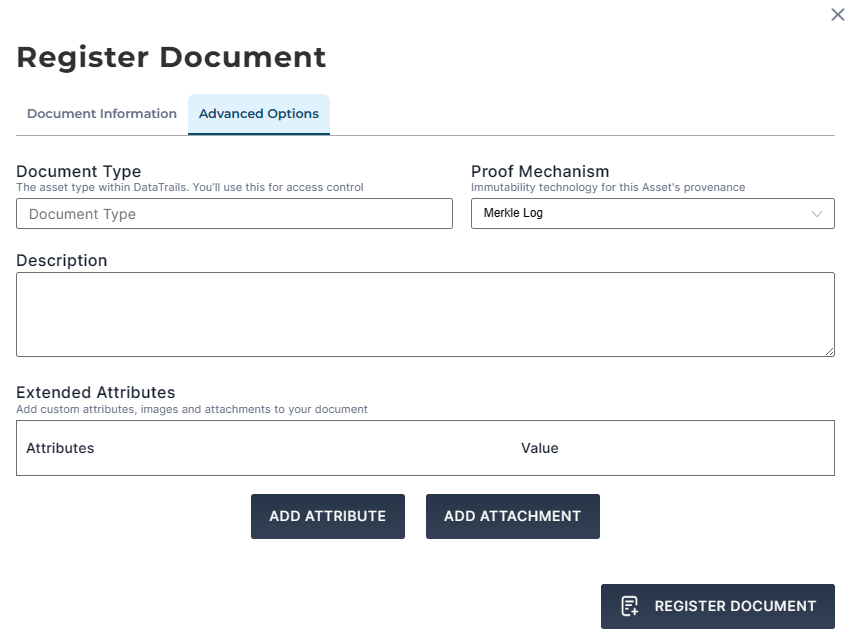 Register Document
Document Information Advanced Options
Document Type Proof Mechanism
The asset type within DataTrails. You'll use this for access control Immutability technology for this Asset's provenance
Document Type Merkle Log
Description
Extended Attributes
Add custom attributes, images and attachments to your document
Attributes Value
ADD ATTRIBUTE ADD ATTACHMENT
REGISTER DOCUMENT